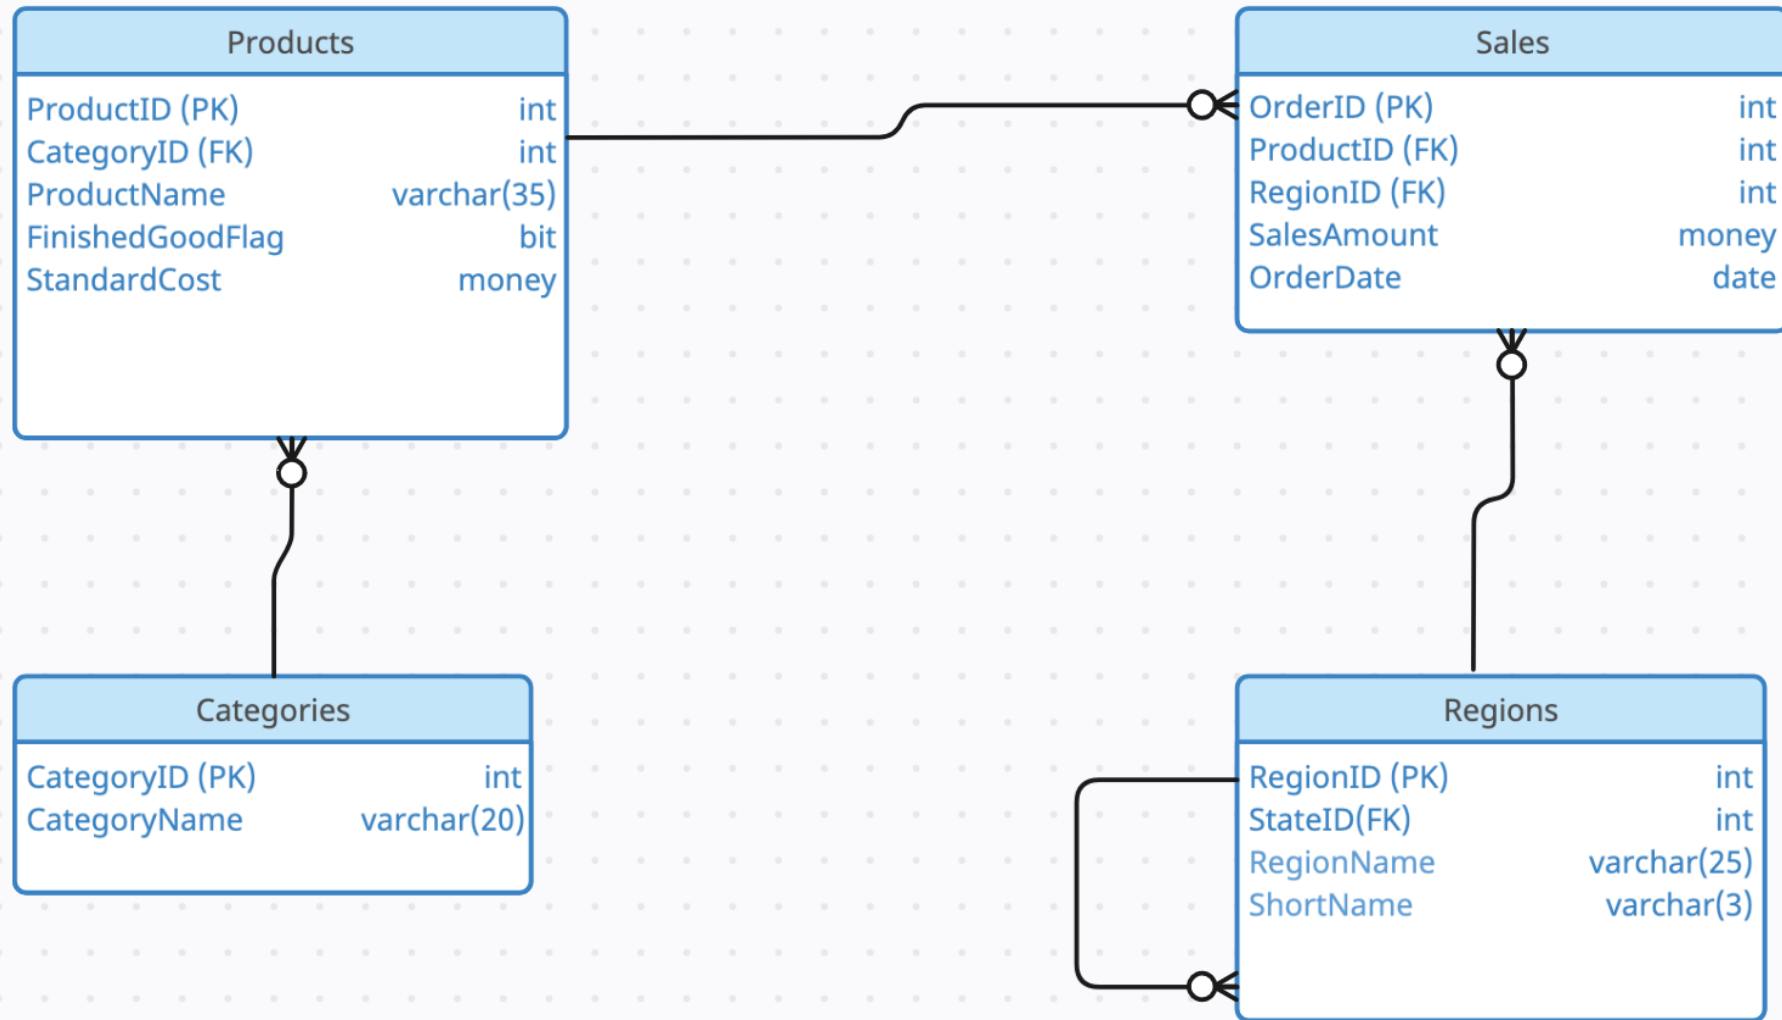 Products
ProductID (PK) int
CategoryID (FK) int
ProductName varchar(35)
FinishedGoodFlag bit
StandardCost money
Sales
OrderID (PK) int
ProductID (FK) int
RegionID (FK) int
SalesAmount money
OrderDate date
Categories
CategoryID (PK) int
CategoryName varchar(20)
Regions
RegionID (PK) int
StateID(FK) int
RegionName varchar(25)
ShortName varchar(3)